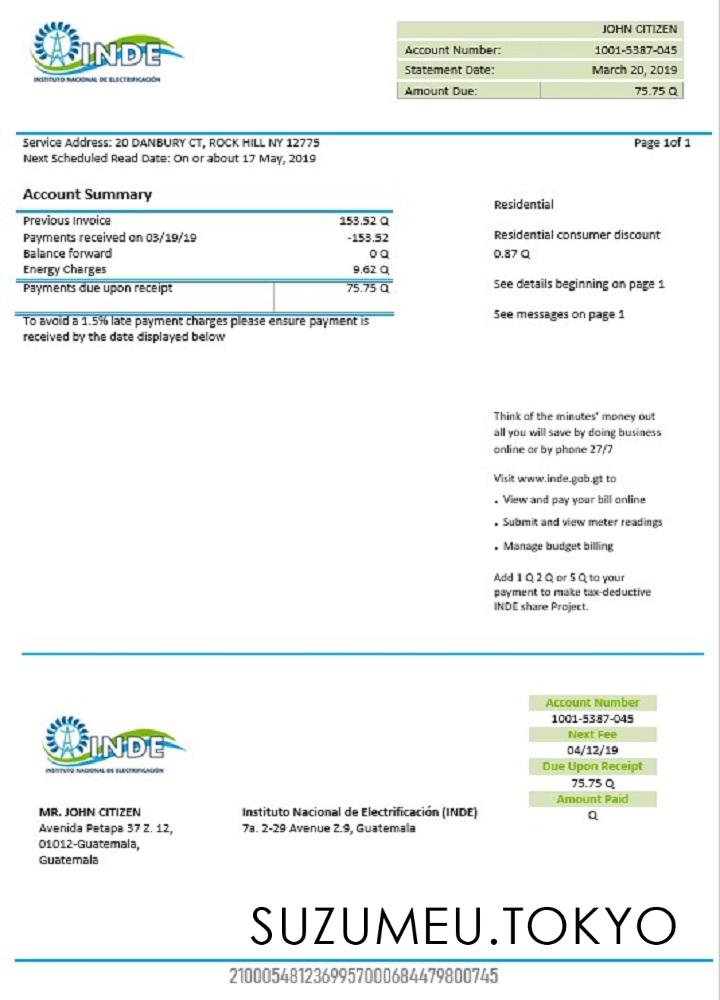 INDE
INSTITUTO NACIONAL DE ELECTRIFICACIÓN
JOHN CITIZEN
Account Number: 1001-5387-045
Statement Date: March 20, 2019
Amount Due: 75.75 Q
Service Address: 20 DANBURY CT, ROCK HILL NY 12775
Page 1of 1
Next Scheduled Read Date: On or about 17 May, 2019
Account Summary
Previous Invoice 153.52 Q
Payments received on 03/19/19 -153.52
Balance forward 0 Q
Energy Charges 9.62 Q
Payments due upon receipt 75.75 Q
To avoid a 1.5% late payment charges please ensure payment is
received by the date displayed below
Residential
Residential consumer discount
0.87 Q
See details beginning on page 1
See messages on page 1
Think of the minutes' money out
all you will save by doing business
online or by phone 27/7
Visit www.inde.gob.gt to
• View and pay your bill online
• Submit and view meter readings
• Manage budget billing
Add 1 Q 2 Q or 5 Q to your
payment to make tax-deductive
INDE share Project.
INDE
INSTITUTO NACIONAL DE ELECTRIFICACIÓN
Account Number
1001-5387-045
Next Fee
04/12/19
Due Upon Receipt
75.75 Q
Amount Paid
Q
MR. JOHN CITIZEN
Avenida Petapa 37 Z. 12,
01012-Guatemala,
Guatemala
Instituto Nacional de Electrificación (INDE)
7a. 2-29 Avenue Z.9, Guatemala
SUZUMEU.TOKYO
2100054812369957000684479800745